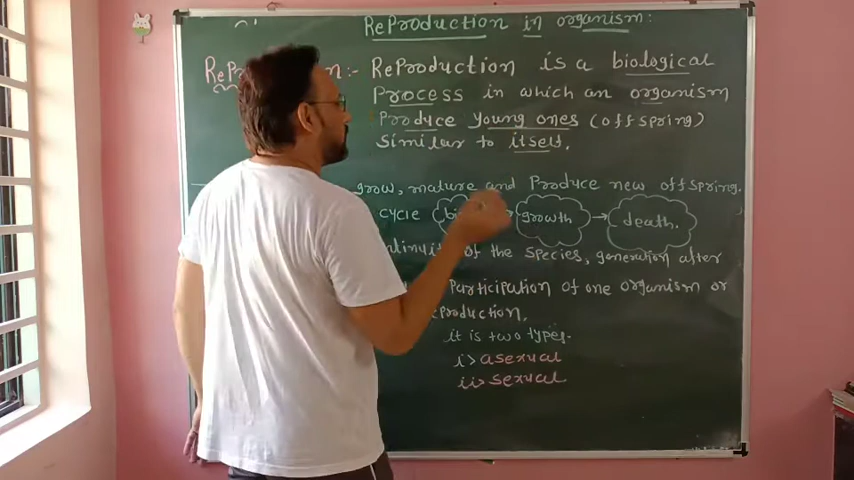 RePRoduction in organism:
RePRoduction is a biological
Process in which an organism
Produce young ones (offspring)
similar to itself.
grow, mature and Produce new offspring.
cycle growth → death.
of the species, generation after
Participation of one organism or
it is two types.
i> asexual
ii> sexual